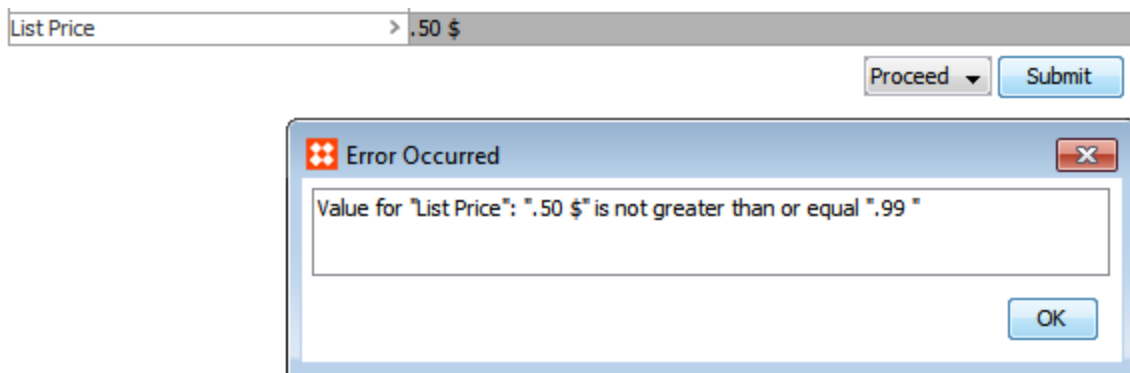 List Price > .50 $
Proceed Submit
Error Occurred
Value for "List Price": ".50 $" is not greater than or equal ".99 "
OK